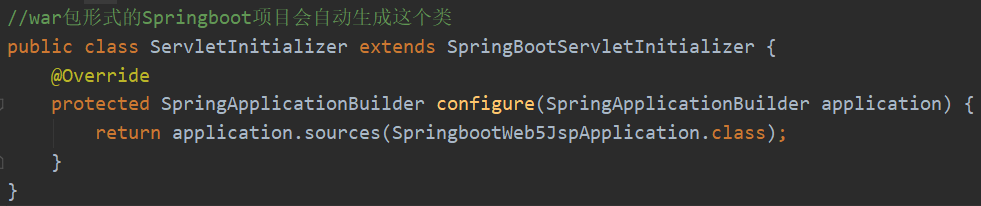 //war包形式的Springboot项目会自动生成这个类
public class ServletInitializer extends SpringBootServletInitializer {
    @Override
    protected SpringApplicationBuilder configure(SpringApplicationBuilder application) {
        return application.sources(SpringbootWeb5JspApplication.class);
    }
}